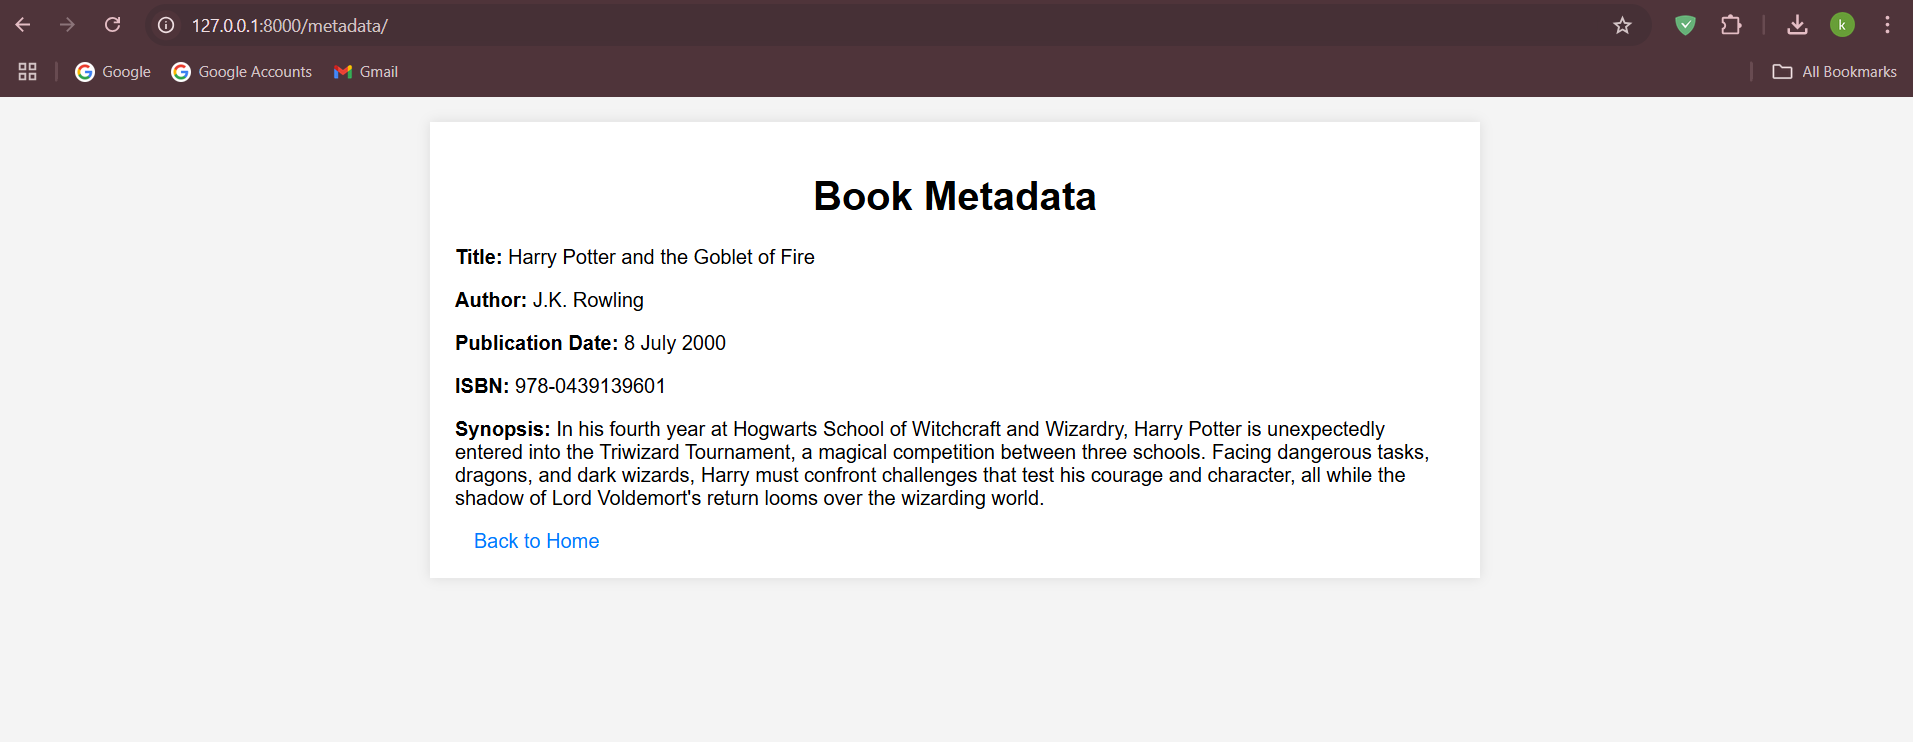 127.0.0.1:8000/metadata/
k
Google
Google Accounts
Gmail
All Bookmarks
Book Metadata
Title: Harry Potter and the Goblet of Fire
Author: J.K. Rowling
Publication Date: 8 July 2000
ISBN: 978-0439139601
Synopsis: In his fourth year at Hogwarts School of Witchcraft and Wizardry, Harry Potter is unexpectedly
entered into the Triwizard Tournament, a magical competition between three schools. Facing dangerous tasks,
dragons, and dark wizards, Harry must confront challenges that test his courage and character, all while the
shadow of Lord Voldemort's return looms over the wizarding world.
Back to Home